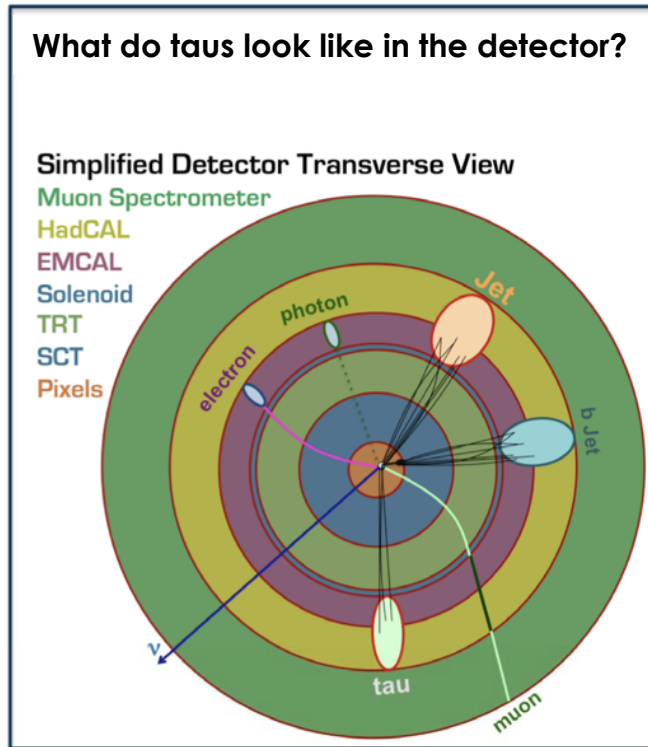 What do taus look like in the detector?
Simplified Detector Transverse View
Muon Spectrometer
HadCAL
EMCAL
Solenoid
TRT
SCT
Pixels
Jet
photon
electron
b Jet
ν
tau
muon